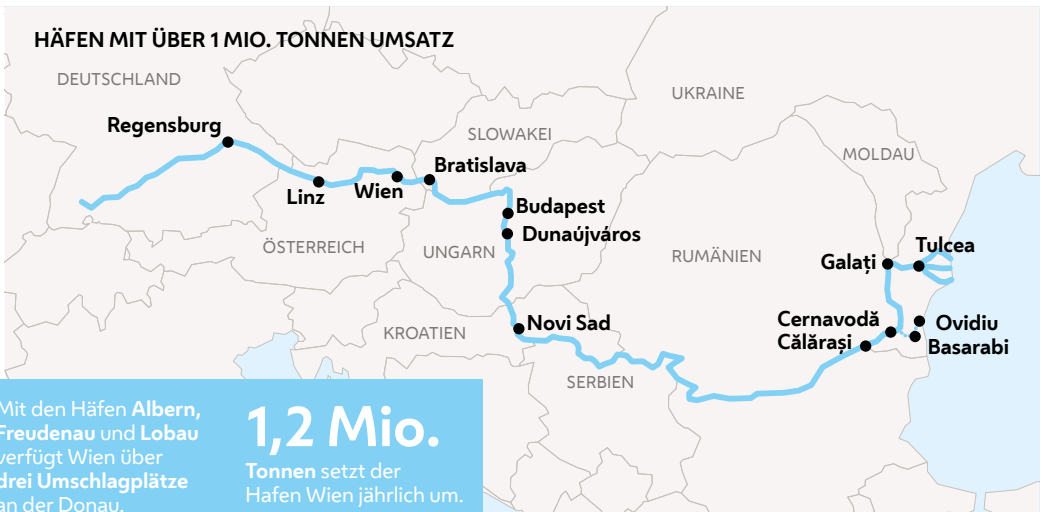 HÄFEN MIT ÜBER 1 MIO. TONNEN UMSATZ
DEUTSCHLAND
UKRAINE
Regensburg
SLOWAKEI
MOLDAU
Bratislava
Linz
Wien
Budapest
Dunaújváros
ÖSTERREICH
UNGARN
RUMÄNIEN
Tulcea
Galați
KROATIEN
Novi Sad
Cernavodă
Ovidiu
Călărași
Basarabi
SERBIEN
Mit den Häfen Albern,
Freudenau und Lobau
verfügt Wien über
drei Umschlagplätze
an der Donau.
1,2 Mio.
Tonnen setzt der
Hafen Wien jährlich um.